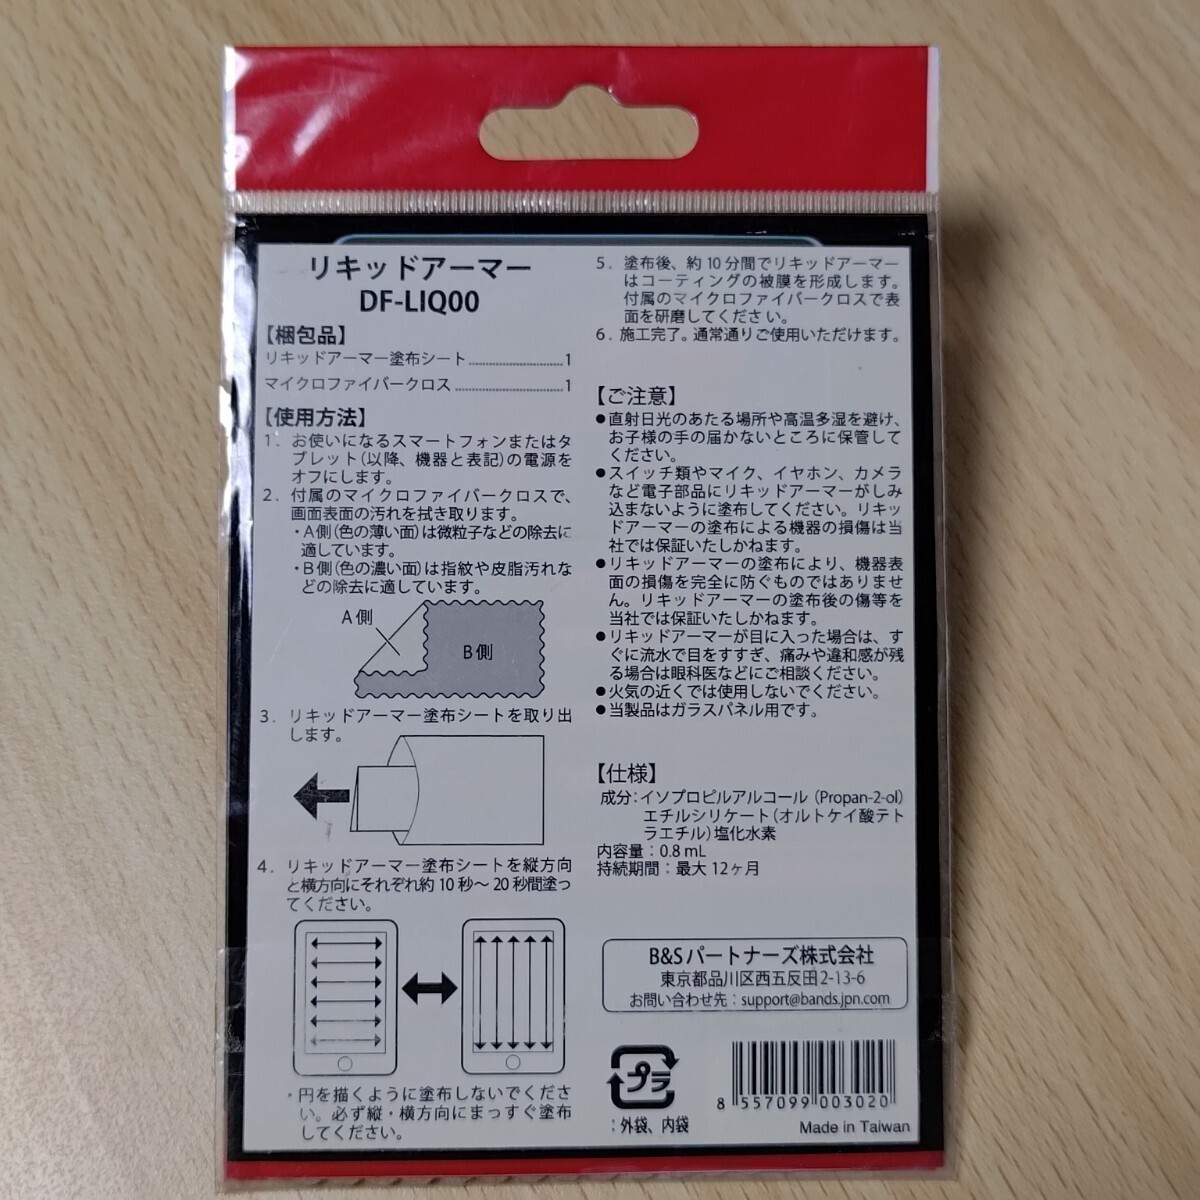 リキッドアーマー
DF-LIQ00
【梱包品】
リキッドアーマー塗布シート..............................1
マイクロファイバークロス..................................1
【使用方法】
1. お使いになるスマートフォンまたはタ
ブレット(以降、機器と表記)の電源を
オフにします。
2. 付属のマイクロファイバークロスで、
画面表面の汚れを拭き取ります。
・A側(色の薄い面)は微粒子などの除去に
適しています。
・B側(色の濃い面)は指紋や皮脂汚れな
どの除去に適しています。
A側
B側
3. リキッドアーマー塗布シートを取り出
します。
4. リキッドアーマー塗布シートを縦方向
と横方向にそれぞれ約10秒〜20秒間塗っ
てください。
・円を描くように塗布しないでくださ
い。必ず縦・横方向にまっすぐ塗布
してください。
5. 塗布後、約10分間でリキッドアーマー
はコーティングの被膜を形成します。
付属のマイクロファイバークロスで表
面を研磨してください。
6. 施工完了。通常通りご使用いただけます。
【ご注意】
●直射日光のあたる場所や高温多湿を避け、
お子様の手の届かないところに保管して
ください。
●スイッチ類やマイク、イヤホン、カメラ
など電子部品にリキッドアーマーがしみ
込まないように塗布してください。リキッ
ドアーマーの塗布による機器の損傷は当
社では保証いたしかねます。
●リキッドアーマーの塗布により、機器表
面の損傷を完全に防ぐものではありませ
ん。リキッドアーマーの塗布後の傷等を
当社では保証いたしかねます。
●リキッドアーマーが目に入った場合は、す
ぐに流水で目をすすぎ、痛みや違和感が残
る場合は眼科医などにご相談ください。
●火気の近くでは使用しないでください。
●当製品はガラスパネル用です。
【仕様】
成分:イソプロピルアルコール (Propan-2-ol)
エチルシリケート(オルトケイ酸テト
ラエチル)塩化水素
内容量:0.8 mL
持続期間:最大12ヶ月
B&Sパートナーズ株式会社
東京都品川区西五反田2-13-6
お問い合わせ先:support@bands.jpn.com
プラ
:外袋、内袋
8 557099 003020
Made in Taiwan